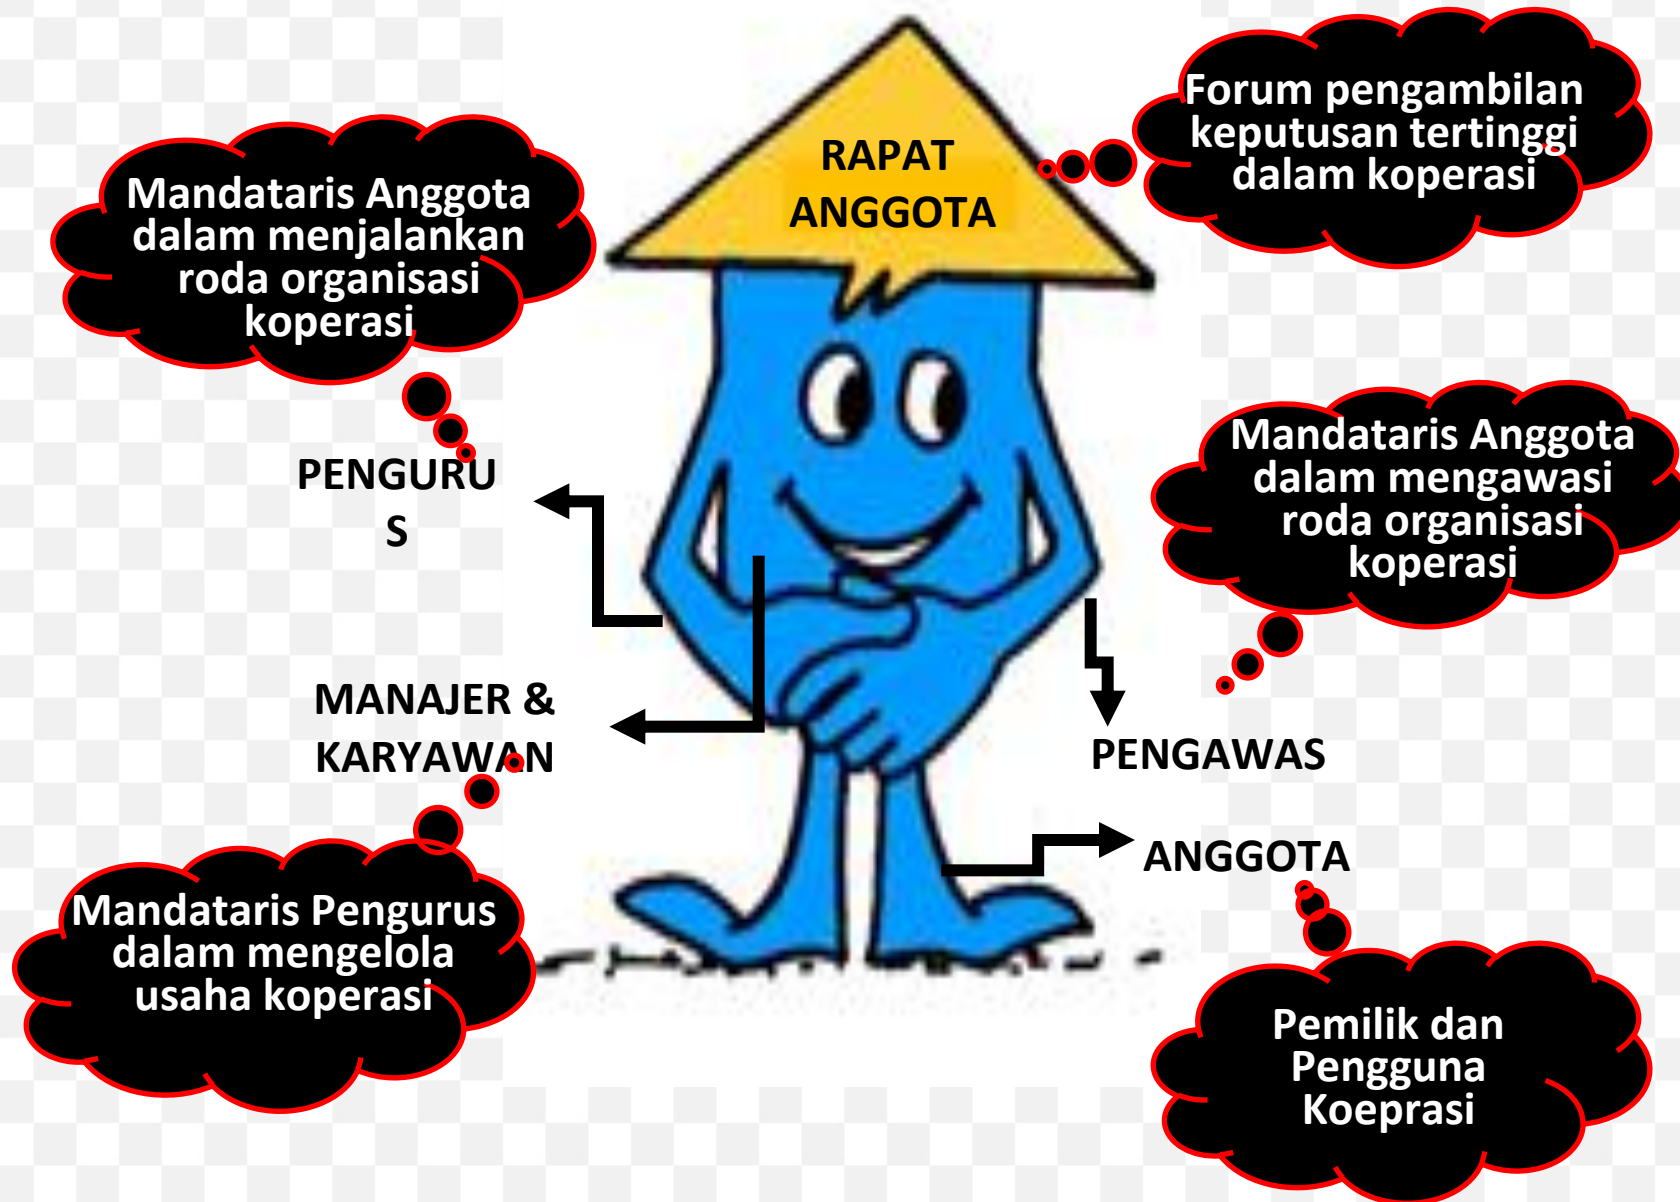 RAPAT
ANGGOTA
Forum pengambilan
keputusan tertinggi
dalam koperasi
Mandataris Anggota
dalam menjalankan
roda organisasi
koperasi
PENGURU
S
Mandataris Anggota
dalam mengawasi
roda organisasi
koperasi
PENGAWAS
MANAJER &
KARYAWAN
Mandataris Pengurus
dalam mengelola
usaha koperasi
ANGGOTA
Pemilik dan
Pengguna
Koeprasi